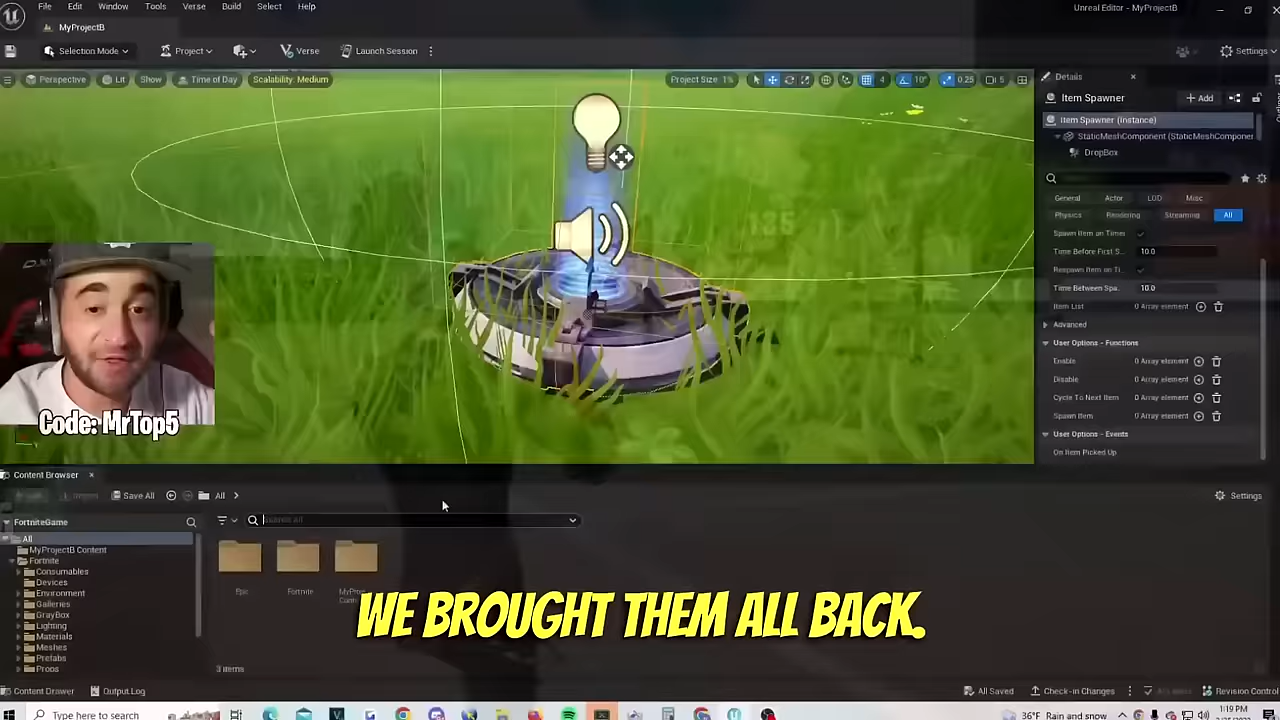 File Edit Window Tools Verse Build Select Help
Unreal Editor - MyProjectB
MyProjectB
Selection Mode Project Verse Launch Session Settings
Perspective Lit Show Time of Day Scalability: Medium Project Size: 1% 4 10° 0.25 5
Details
Item Spawner Add
Item Spawner (Instance)
StaticMeshComponent (StaticMeshComponen
DropBox
General Actor LOD Misc
Physics Rendering Streaming All
Spawn Item on Timer
Time Before First S... 10.0
Respawn Item on Ti...
Time Between Spa... 10.0
Item List 0 Array element
Advanced
User Options - Functions
Enable 0 Array element
Disable 0 Array element
Cycle To Next Item 0 Array element
Spawn Item 0 Array element
User Options - Events
On Item Picked Up
Code: MrTop5
Content Browser
Save All All Settings
FortniteGame
All
MyProjectB Content
Fortnite
Consumables
Devices
Environment
Galleries
GrayBox
Lighting
Materials
Meshes
Prefabs
Props
Epic Fortnite
3 items
WE BROUGHT THEM ALL BACK.
Content Drawer Output Log All Saved Check-in Changes Revision Control
Type here to search 36°F Rain and snow 1:19 PM